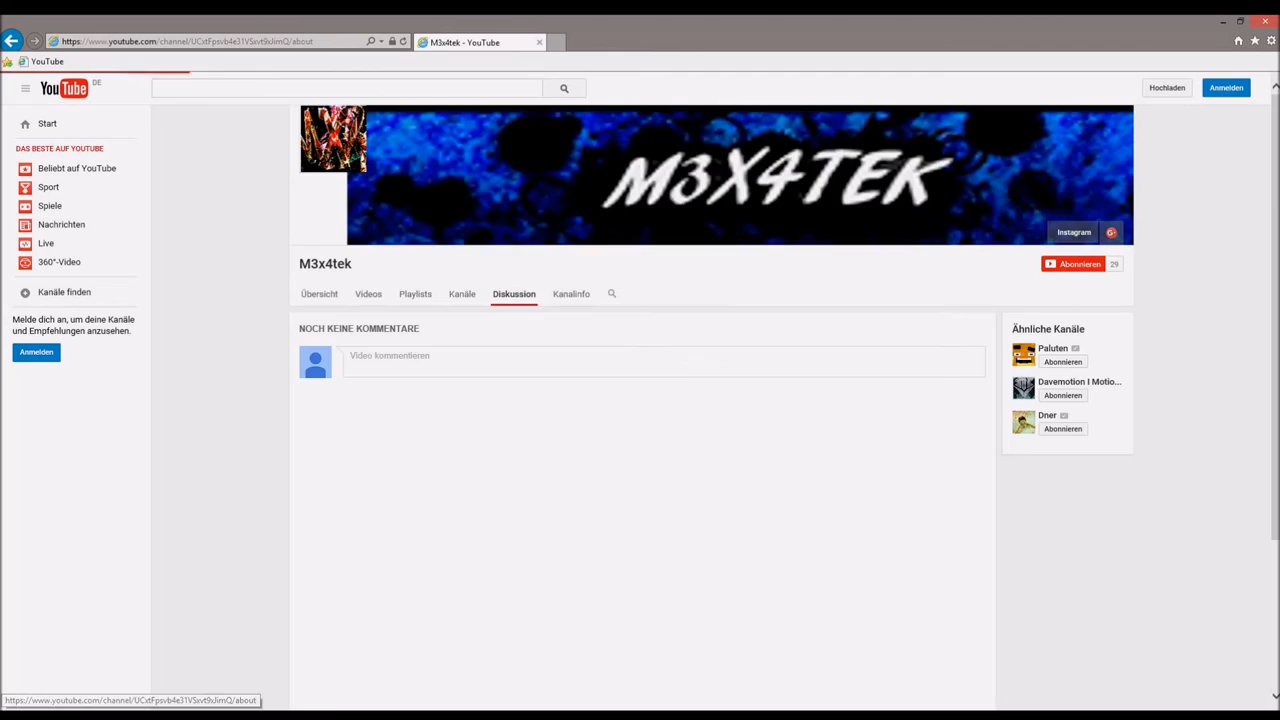 https://www.youtube.com/channel/UCxtFpsvb4e31VSxvt9xJimQ/about
M3x4tek - YouTube
YouTube
YouTube DE
Hochladen
Anmelden
Start
DAS BESTE AUF YOUTUBE
Beliebt auf YouTube
Sport
Spiele
Nachrichten
Live
360°-Video
Kanäle finden
Melde dich an, um deine Kanäle
und Empfehlungen anzusehen.
Anmelden
M3X4TEK
Instagram
M3x4tek
Abonnieren 29
Übersicht Videos Playlists Kanäle Diskussion Kanalinfo
NOCH KEINE KOMMENTARE
Video kommentieren
Ähnliche Kanäle
Paluten
Abonnieren
Davemotion I Motio...
Abonnieren
Dner
Abonnieren
https://www.youtube.com/channel/UCxtFpsvb4e31VSxvt9xJimQ/about